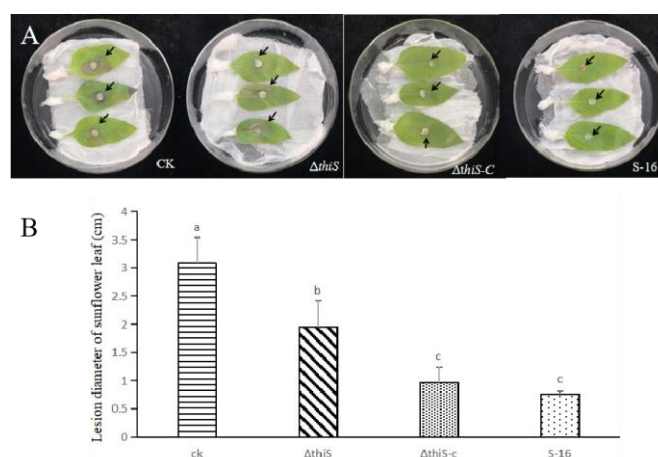 A
CK
ΔthiS
ΔthiS-C
S-16
B
Lesion diameter of sunflower leaf (cm)
4
3.5
3
2.5
2
1.5
1
0.5
0
a
b
c
c
ck
ΔthiS
ΔthiS-c
S-16